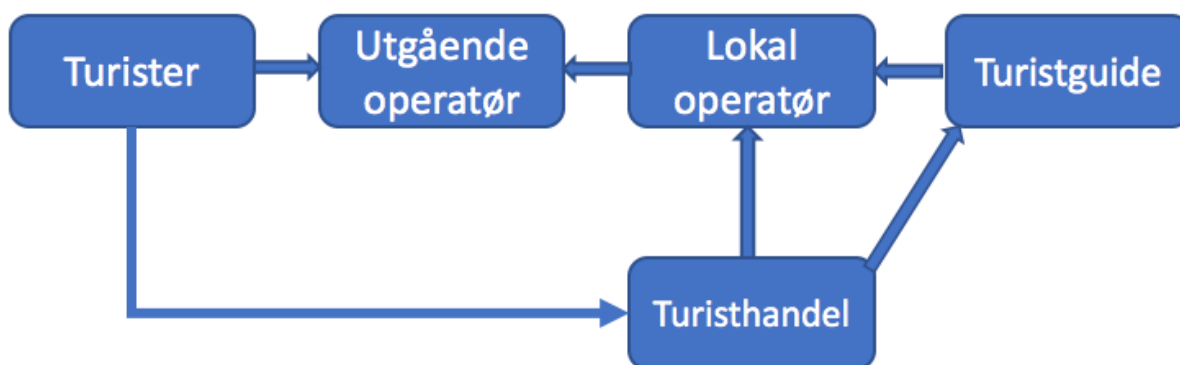 Turister
Utgående
operatør
Lokal
operatør
Turistguide
Turisthandel